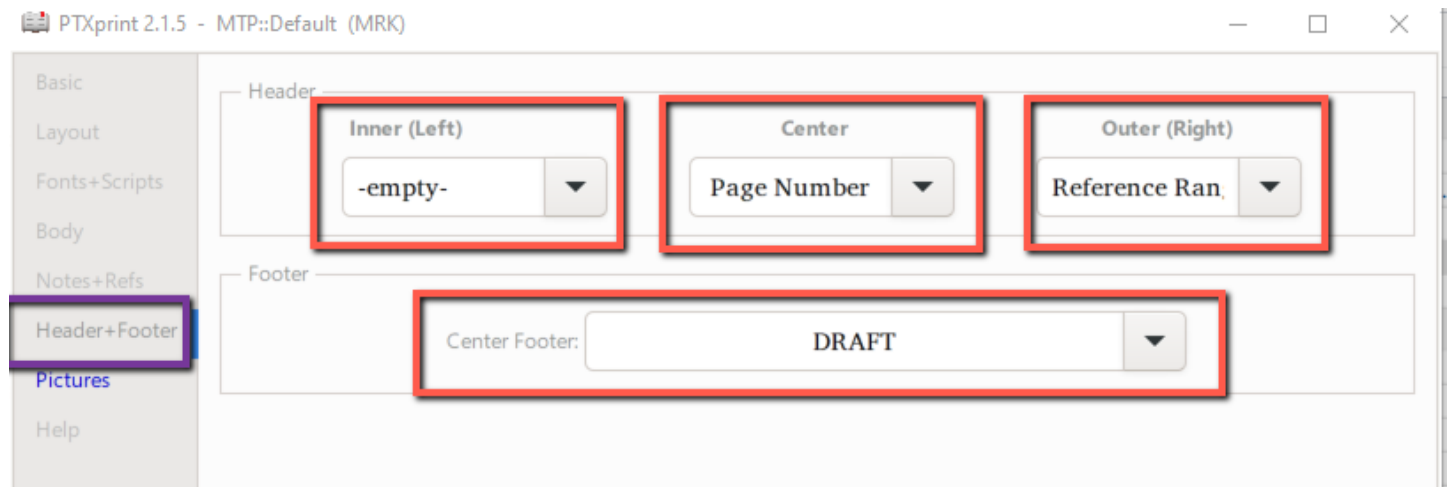 PTXprint 2.1.5 - MTP::Default (MRK)
Basic
Layout
Fonts+Scripts
Body
Notes+Refs
Header+Footer
Pictures
Help
Header
Inner (Left) Center Outer (Right)
-empty- Page Number Reference Ran
Footer
Center Footer: DRAFT